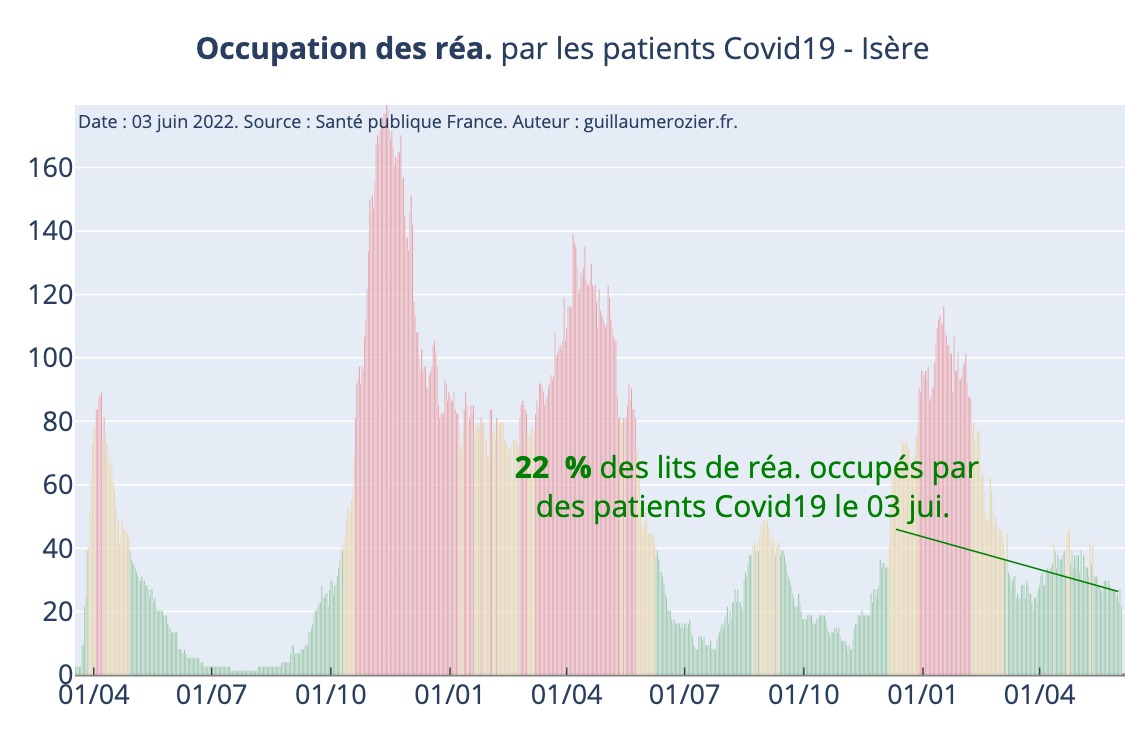 Occupation des réa. par les patients Covid19 - Isère
Date : 03 juin 2022. Source : Santé publique France. Auteur : guillaumerozier.fr.
160
140
120
100
80
60
40
20
0
22 % des lits de réa. occupés par
des patients Covid19 le 03 jui.
01/04 01/07 01/10 01/01 01/04 01/07 01/10 01/01 01/04